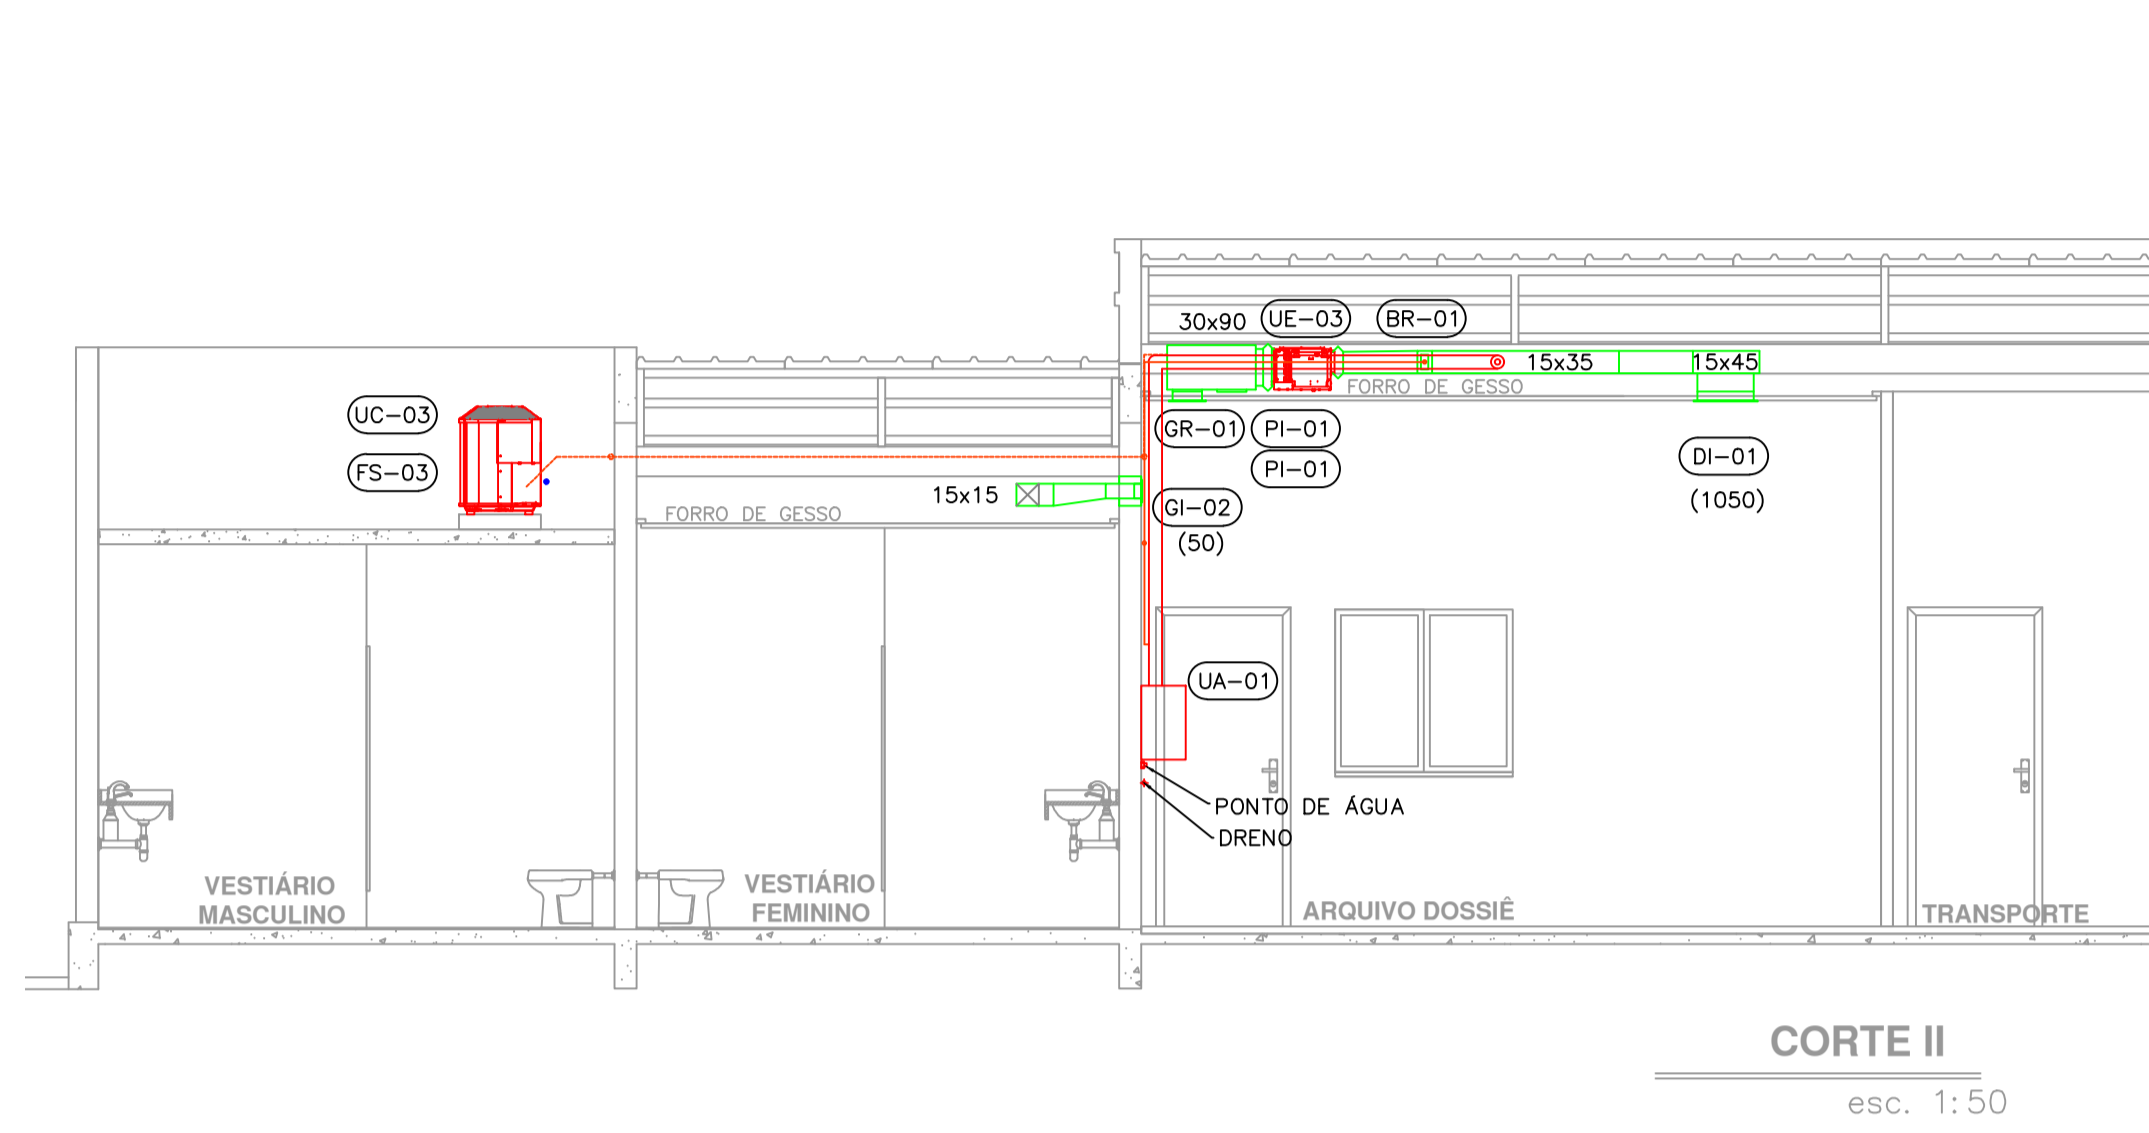 30x90
UE-03
BR-01
15x35
15x45
FORRO DE GESSO
UC-03
GR-01
PI-01
FS-03
PI-01
DI-01
(1050)
15x15
GI-02
(50)
FORRO DE GESSO
UA-01
PONTO DE ÁGUA
DRENO
VESTIÁRIO
MASCULINO
VESTIÁRIO
FEMININO
ARQUIVO DOSSIÊ
TRANSPORTE
CORTE II
esc. 1:50